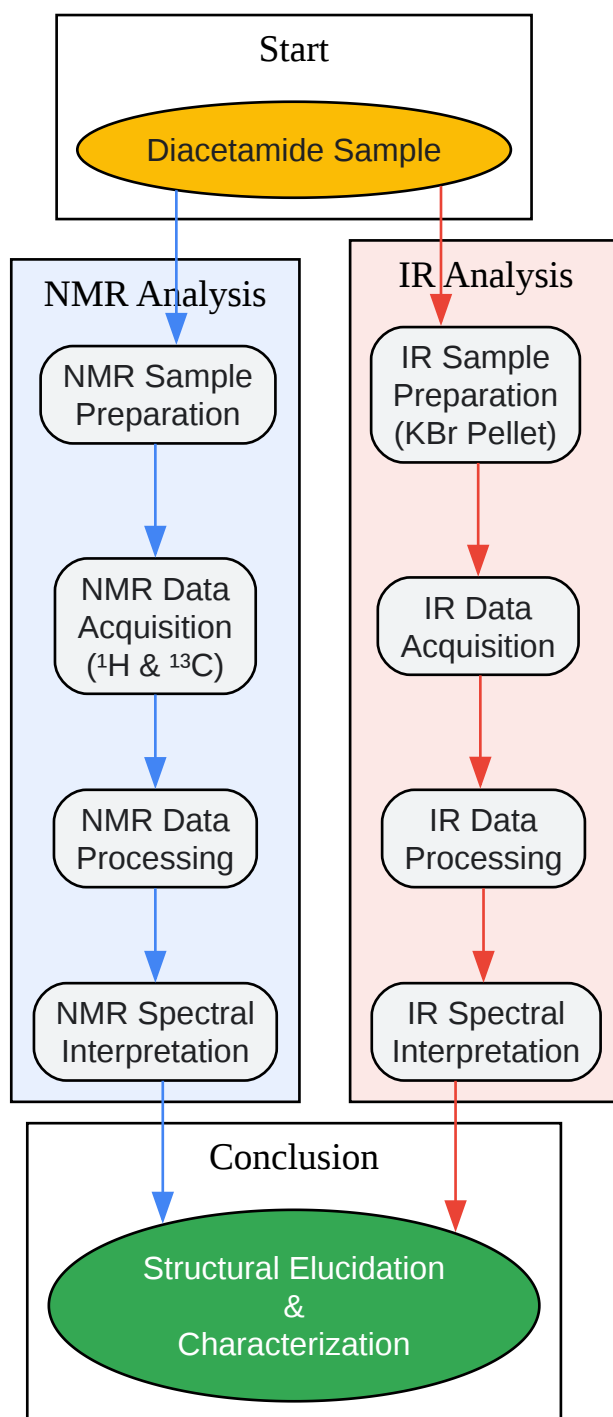 Start
Diacetamide Sample
NMR Analysis
NMR Sample
Preparation
NMR Data
Acquisition
(¹H & ¹³C)
NMR Data
Processing
NMR Spectral
Interpretation
IR Analysis
IR Sample
Preparation
(KBr Pellet)
IR Data
Acquisition
IR Data
Processing
IR Spectral
Interpretation
Conclusion
Structural Elucidation
&
Characterization